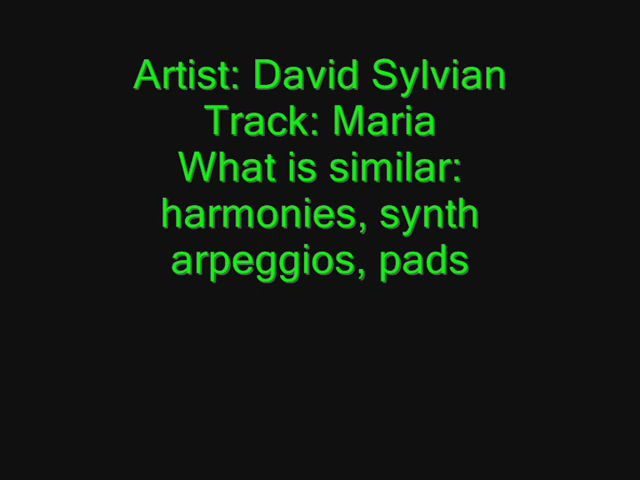 Artist: David Sylvian
Track: Maria
What is similar:
harmonies, synth
arpeggios, pads